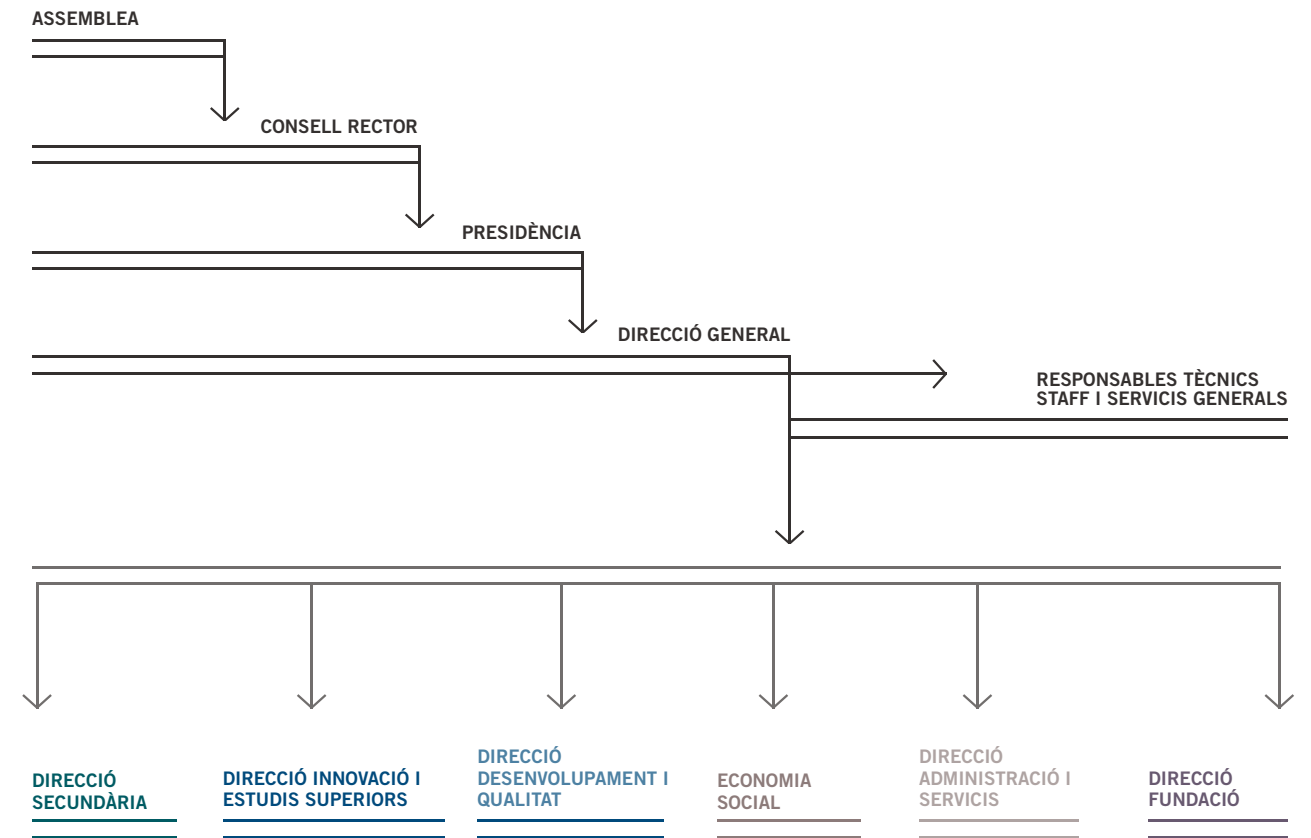 ASSEMBLEA
CONSELL RECTOR
PRESIDÈNCIA
DIRECCIÓ GENERAL
RESPONSABLES TÈCNICS
STAFF I SERVICIS GENERALS
DIRECCIÓ
SECUNDÀRIA
DIRECCIÓ INNOVACIÓ I
ESTUDIS SUPERIORS
DIRECCIÓ
DESENVOLUPAMENT I
QUALITAT
ECONOMIA
SOCIAL
DIRECCIÓ
ADMINISTRACIÓ I
SERVICIS
DIRECCIÓ
FUNDACIÓ